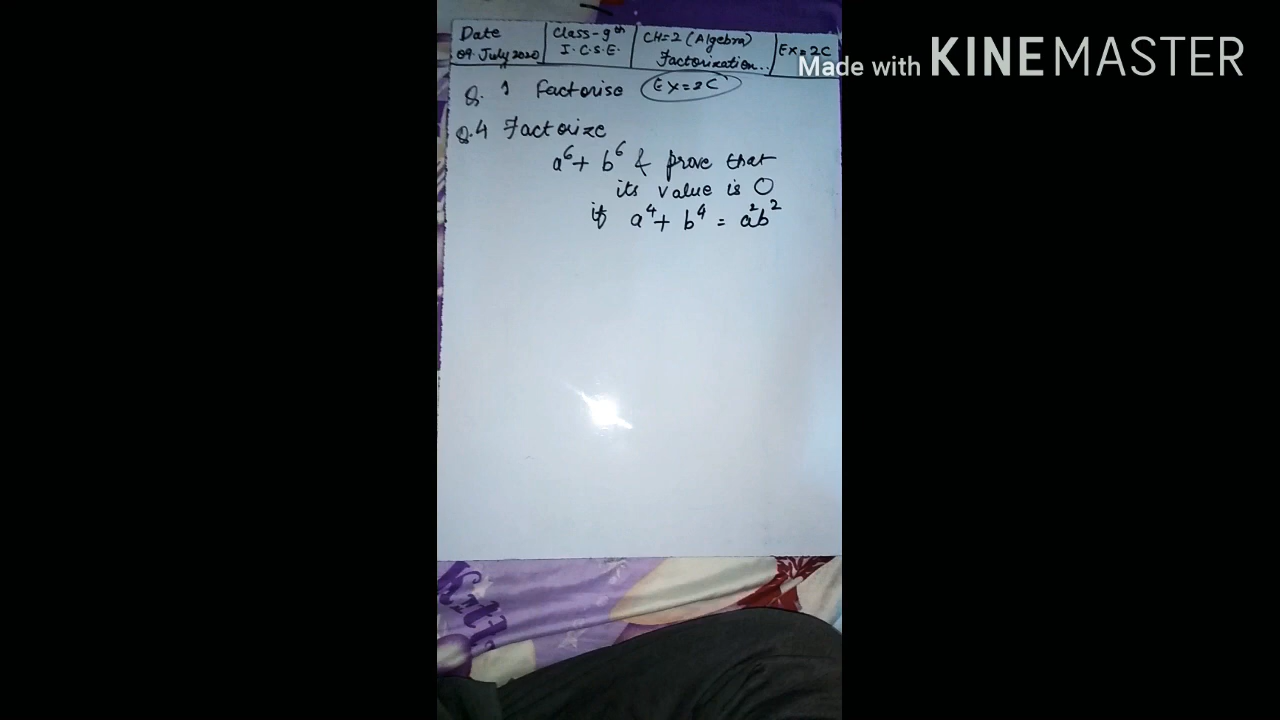 Made with KINEMASTER
Date
09 July 2020
Class-9th
I.C.S.E.
CH=2 (Algebra)
Factorization..
Ex=2C
Q. 1 Factorise Ex=2C
Q.4 Factorize
a⁶+ b⁶ & prove that
its value is 0
if a⁴+ b⁴ = a²b²